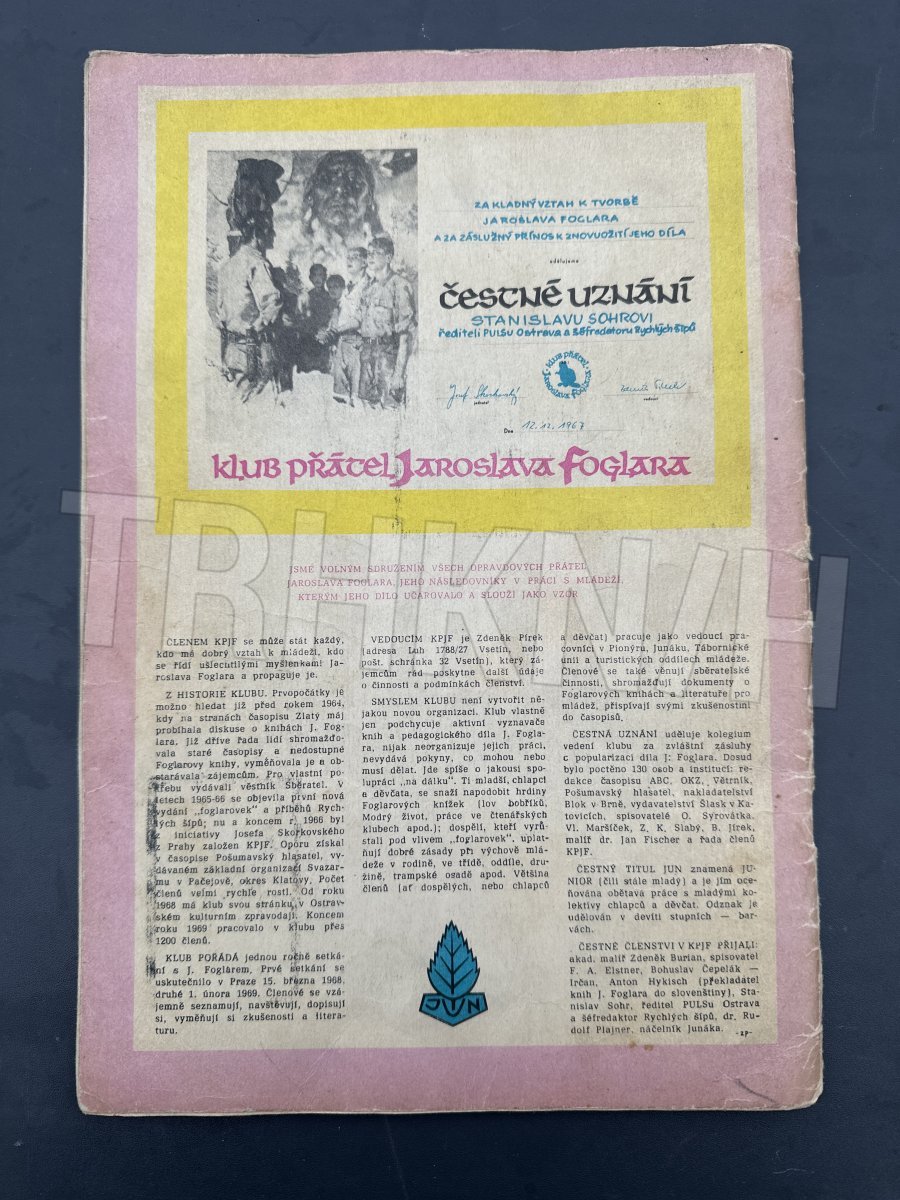 ZA KLADNÝ VZTAH K TVORBĚ
JAROSLAVA FOGLARA
A ZA ZÁSLUŽNÝ PŘÍNOS K ZNOVUOŽITÍ JEHO DÍLA
udělujeme
ČESTNÉ UZNÁNÍ
STANISLAVU SOHROVI
řediteli PULSu Ostrava a šéfredatoru Rychlých šípů
klub přátel
Jaroslava Foglara
jednatel
vedoucí
Dne 12. 12. 1967
KLUB PŘÁTEL JAROSLAVA FOGLARA
TRHKNIH
JSME VOLNÝM SDRUŽENÍM VŠECH OPRAVDOVÝCH PŘÁTEL
JAROSLAVA FOGLARA, JEHO NÁSLEDOVNÍKY V PRÁCI S MLÁDEŽÍ,
KTERÝM JEHO DÍLO UČAROVALO A SLOUŽÍ JAKO VZOR
ČLENEM KPJF se může stát každý,
kdo má dobrý vztah k mládeži, kdo
se řídí ušlechtilými myšlenkami Ja-
roslava Foglara a propaguje je.
Z HISTORIE KLUBU. Prvopočátky je
možno hledat již před rokem 1964,
kdy na stranách časopisu Zlatý máj
probíhala diskuse o knihách J. Fog-
lara. Již dříve řada lidí shromažďo-
vala staré časopisy a nedostupné
Foglarovy knihy, vyměňovala je a ob-
starávala zájemcům. Pro vlastní po-
třebu vydávali věstník Sběratel. V
letech 1965-66 se objevila první nová
vydání „foglarovek" a příběhů Rych-
lých šípů; nu a koncem r. 1966 byl
z iniciativy Josefa Skořkovského
z Prahy založen KPJF. Oporu získal
v časopise Pošumavský hlasatel, vy-
dávaném základní organizací Svazar-
mu v Pačejově, okres Klatovy. Počet
členů velmi rychle rostl. Od roku
1968 má klub svou stránku v Ostrav-
ském kulturním zpravodaji. Koncem
roku 1969 pracovalo v klubu přes
1200 členů.
KLUB POŘÁDÁ jednou ročně setká-
ní s J. Foglarem. Prvé setkání se
uskutečnilo v Praze 15. března 1968,
druhé 1. února 1969. Členové se vzá-
jemně seznamují, navštěvují, dopisují
si, vyměňují si zkušenosti a litera-
turu.
VEDOUCÍM KPJF je Zdeněk Pírek
(adresa Luh 1788/27 Vsetín, nebo
pošt. schránka 32 Vsetín), který zá-
jemcům rád poskytne další údaje
o činnosti a podmínkách členství.
SMYSLEM KLUBU není vytvořit ně-
jakou novou organizaci. Klub vlastně
jen podchycuje aktivní vyznavače
knih a pedagogického díla J. Fogla-
ra, nijak neorganizuje jejich práci,
nevydává pokyny, co mohou nebo
musí dělat. Jde spíše o jakousi spo-
lupráci „na dálku". Ti mladší, chlapci
a děvčata, se snaží napodobit hrdiny
Foglarových knížek (lov bobříků,
Modrý život, práce ve čtenářských
klubech apod.); dospělí, kteří vyrůs-
tali pod vlivem „foglarovek", uplat-
ňují dobré zásady při výchově mlá-
deže v rodině, ve třídě, oddíle, dru-
žině, trampské osadě apod. Většina
členů (ať dospělých, nebo chlapců
JUN
a děvčat) pracuje jako vedoucí pra-
covníci v Pionýru, Junáku, Tábornické
unii a turistických oddílech mládeže.
Členové se také věnují sběratelské
činnosti, shromažďují dokumenty o
Foglarových knihách a literatuře pro
mládež, přispívají svými zkušenostmi
do časopisů.
ČESTNÁ UZNÁNÍ uděluje kolegium
vedení klubu za zvláštní zásluhy
o popularizaci díla J: Foglara. Dosud
bylo poctěno 130 osob a institucí: re-
dakce časopisu ABC, OKZ, Větrník,
Pošumavský hlasatel, nakladatelství
Blok v Brně, vydavatelství Šlask v Ka-
tovicích, spisovatelé O. Syrovátka,
Vl. Maršíček, Z. K. Slabý, B. Jírek,
malíř dr. Jan Fischer a řada členů
KPJF.
ČESTNÝ TITUL JUN znamená JU-
NIOR (čili stále mladý) a je jím oce-
ňována obětavá práce s mladými ko-
lektivy chlapců a děvčat. Odznak je
udělován v devíti stupních — bar-
vách.
ČESTNÉ ČLENSTVÍ V KPJF PŘIJALI:
akad. malíř Zdeněk Burian, spisovatel
F. A. Elstner, Bohuslav Čepelák —
Irčan, Anton Hykisch (překladatel
knih J. Foglara do slovenštiny), Sta-
nislav Sohr, ředitel PULSu Ostrava
a šéfredaktor Rychlých šípů, dr. Ru-
dolf Plajner, náčelník Junáka. -zp-